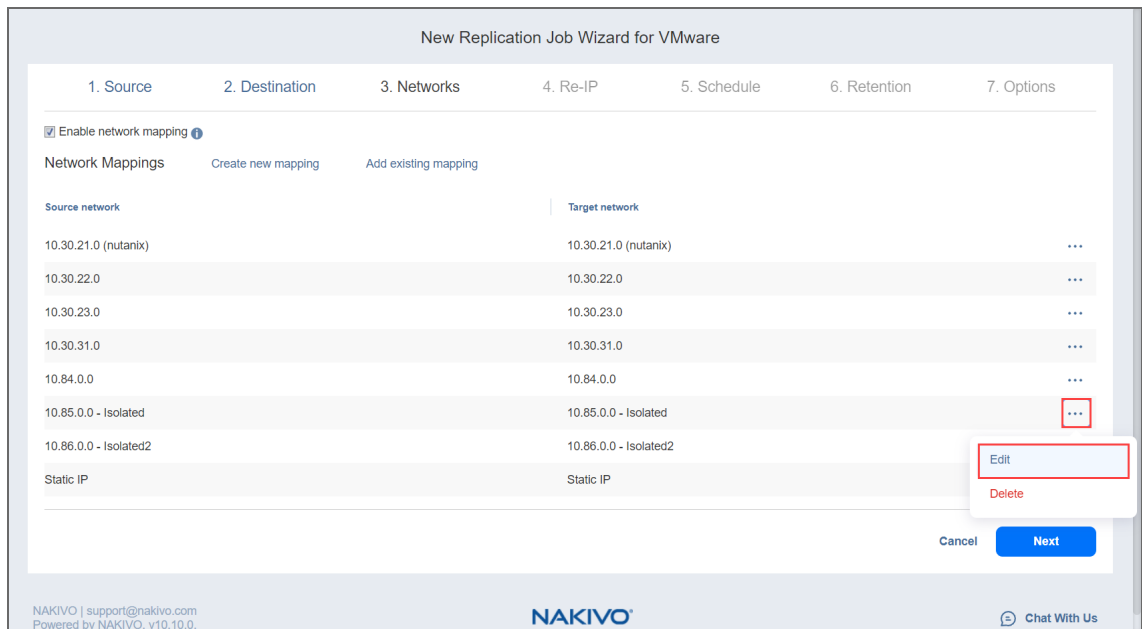 New Replication Job Wizard for VMware
1. Source 2. Destination 3. Networks 4. Re-IP 5. Schedule 6. Retention 7. Options
Enable network mapping
Network Mappings Create new mapping Add existing mapping
Source network Target network
10.30.21.0 (nutanix) 10.30.21.0 (nutanix)
10.30.22.0 10.30.22.0
10.30.23.0 10.30.23.0
10.30.31.0 10.30.31.0
10.84.0.0 10.84.0.0
10.85.0.0 - Isolated 10.85.0.0 - Isolated
10.86.0.0 - Isolated2 10.86.0.0 - Isolated2
Edit
Static IP Static IP
Delete
Cancel Next
NAKIVO | support@nakivo.com
Powered by NAKIVO, v10.10.0.
NAKIVO®
Chat With Us